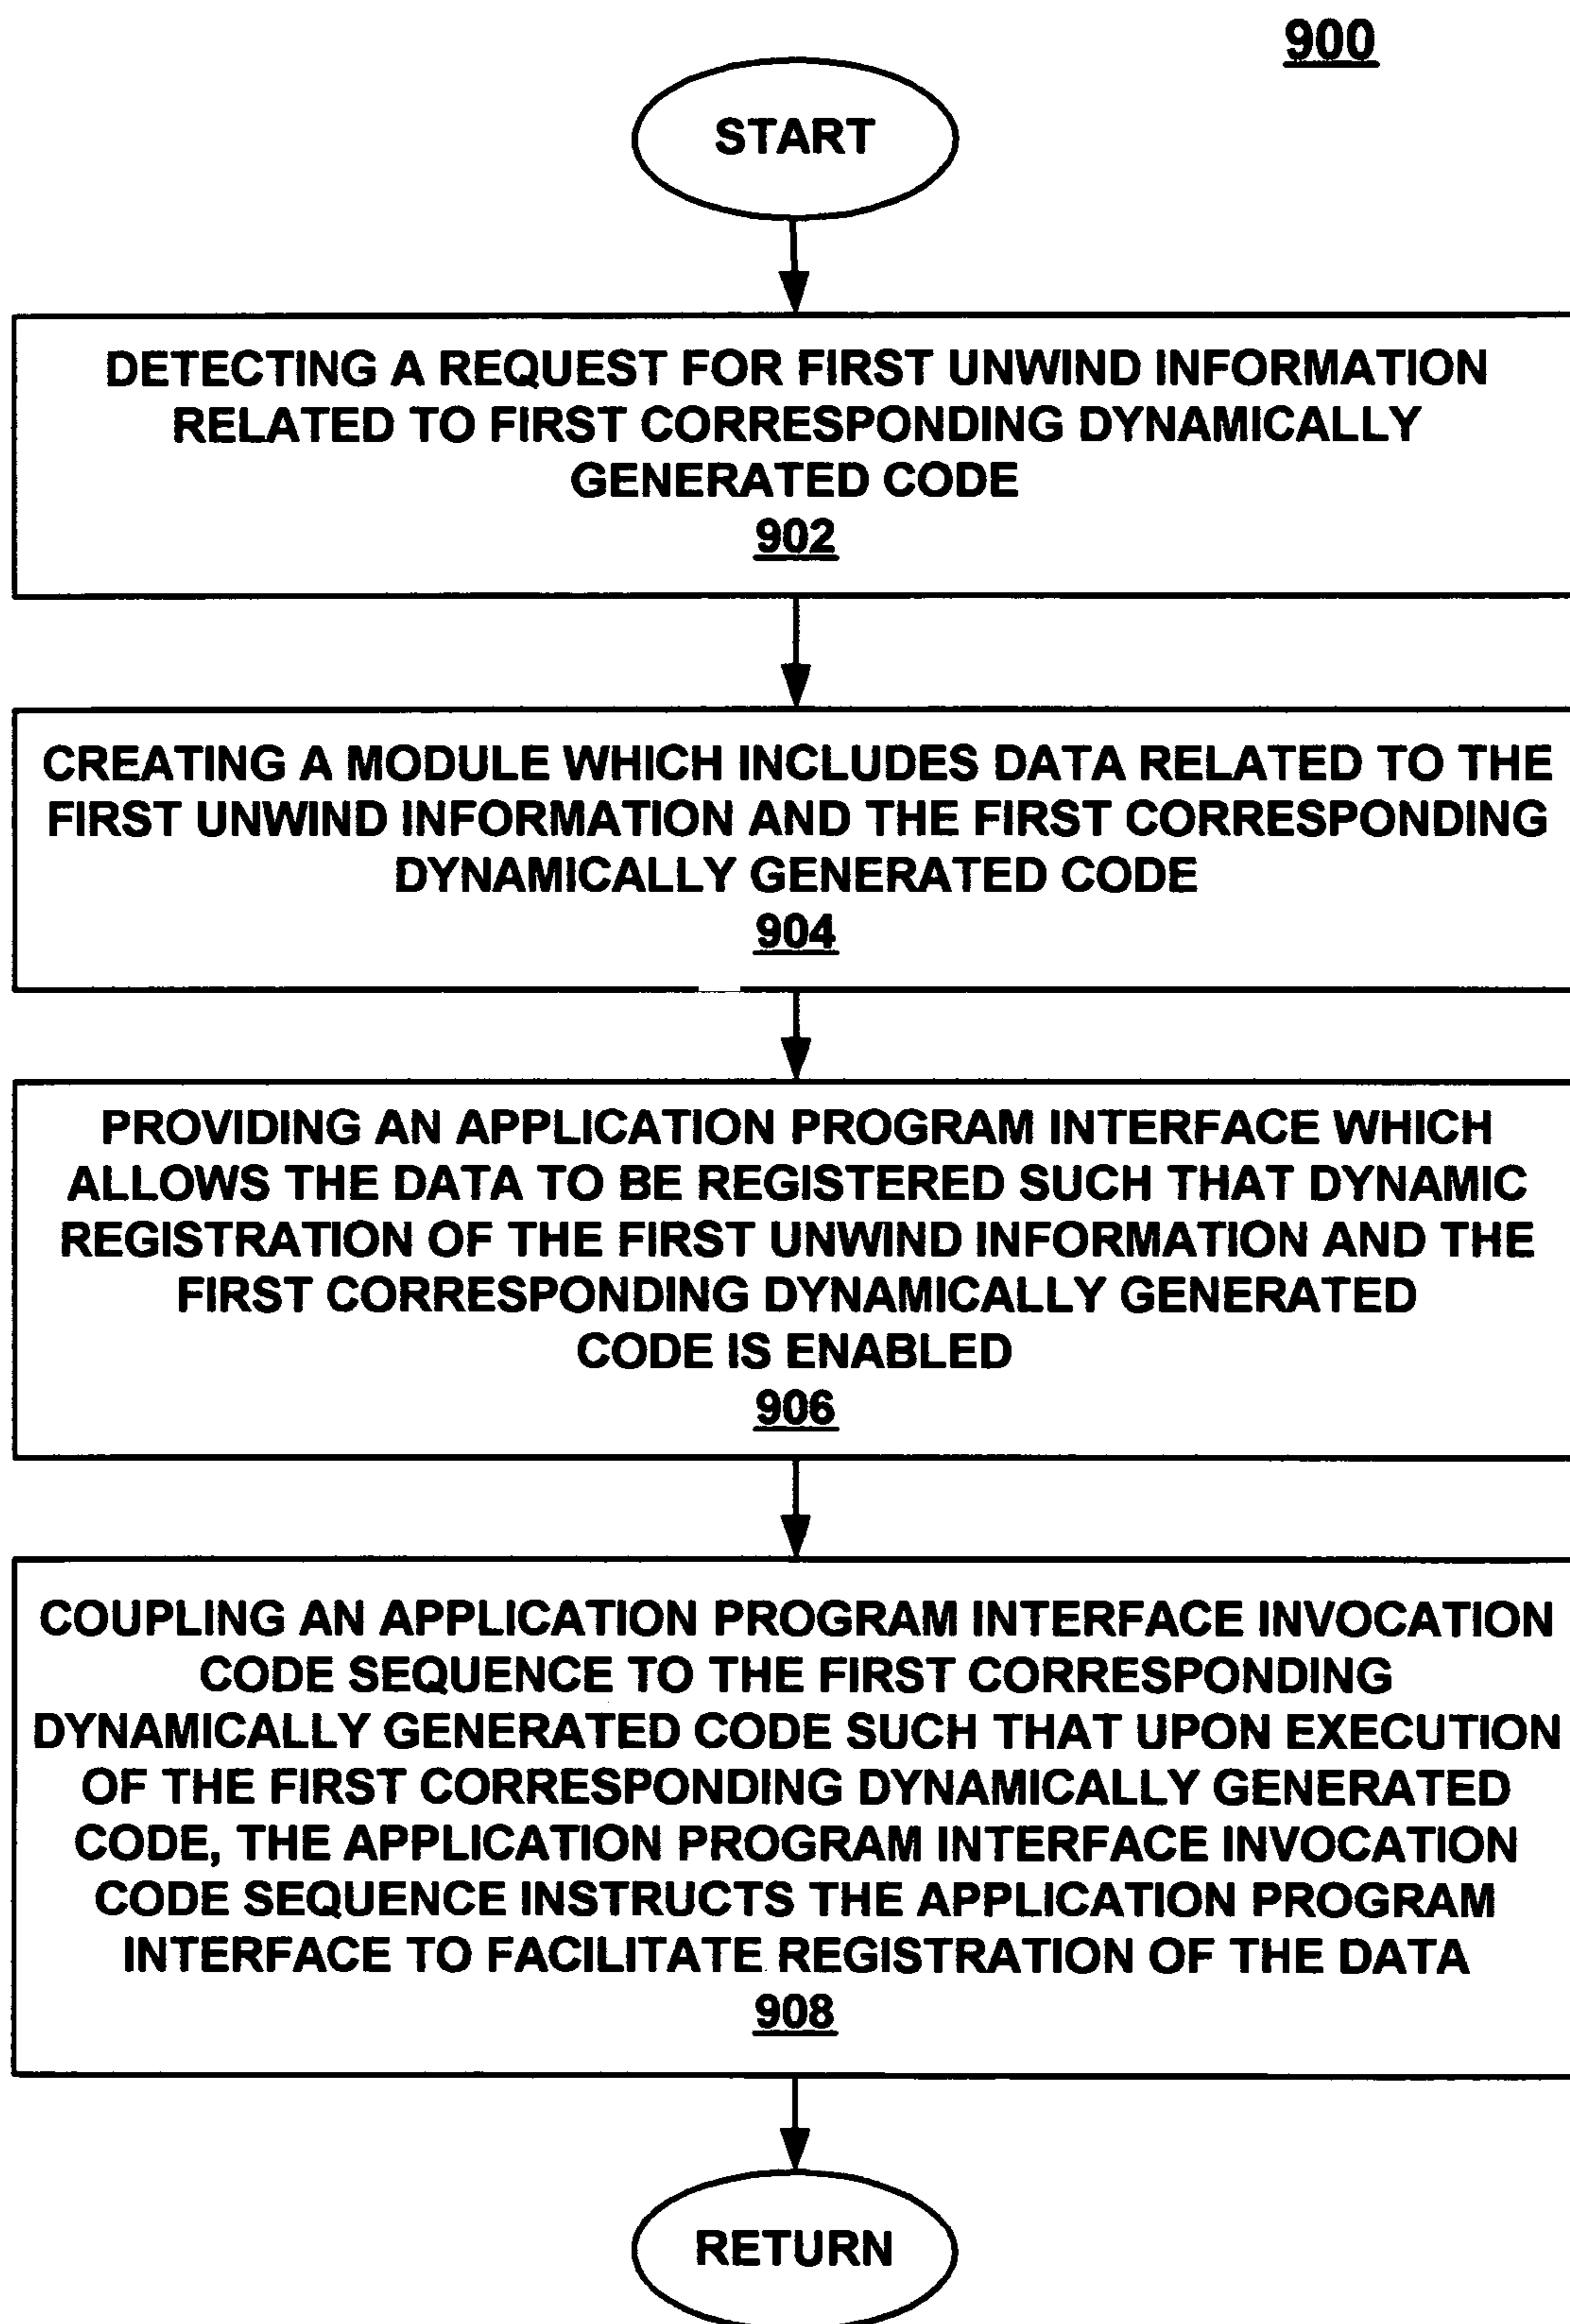 900
START
DETECTING A REQUEST FOR FIRST UNWIND INFORMATION
RELATED TO FIRST CORRESPONDING DYNAMICALLY
GENERATED CODE
902
CREATING A MODULE WHICH INCLUDES DATA RELATED TO THE
FIRST UNWIND INFORMATION AND THE FIRST CORRESPONDING
DYNAMICALLY GENERATED CODE
904
PROVIDING AN APPLICATION PROGRAM INTERFACE WHICH
ALLOWS THE DATA TO BE REGISTERED SUCH THAT DYNAMIC
REGISTRATION OF THE FIRST UNWIND INFORMATION AND THE
FIRST CORRESPONDING DYNAMICALLY GENERATED
CODE IS ENABLED
906
COUPLING AN APPLICATION PROGRAM INTERFACE INVOCATION
CODE SEQUENCE TO THE FIRST CORRESPONDING
DYNAMICALLY GENERATED CODE SUCH THAT UPON EXECUTION
OF THE FIRST CORRESPONDING DYNAMICALLY GENERATED
CODE, THE APPLICATION PROGRAM INTERFACE INVOCATION
CODE SEQUENCE INSTRUCTS THE APPLICATION PROGRAM
INTERFACE TO FACILITATE REGISTRATION OF THE DATA
908
RETURN